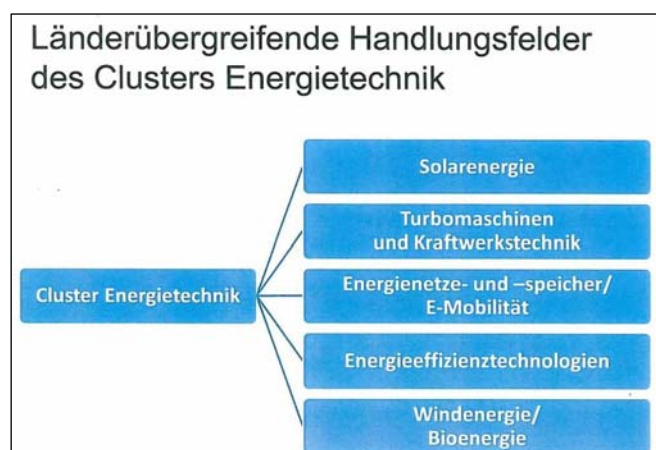 Länderübergreifende Handlungsfelder
des Clusters Energietechnik
Solarenergie
Turbomaschinen
und Kraftwerkstechnik
Cluster Energietechnik
Energienetze- und –speicher/
E-Mobilität
Energieeffizienztechnologien
Windenergie/
Bioenergie